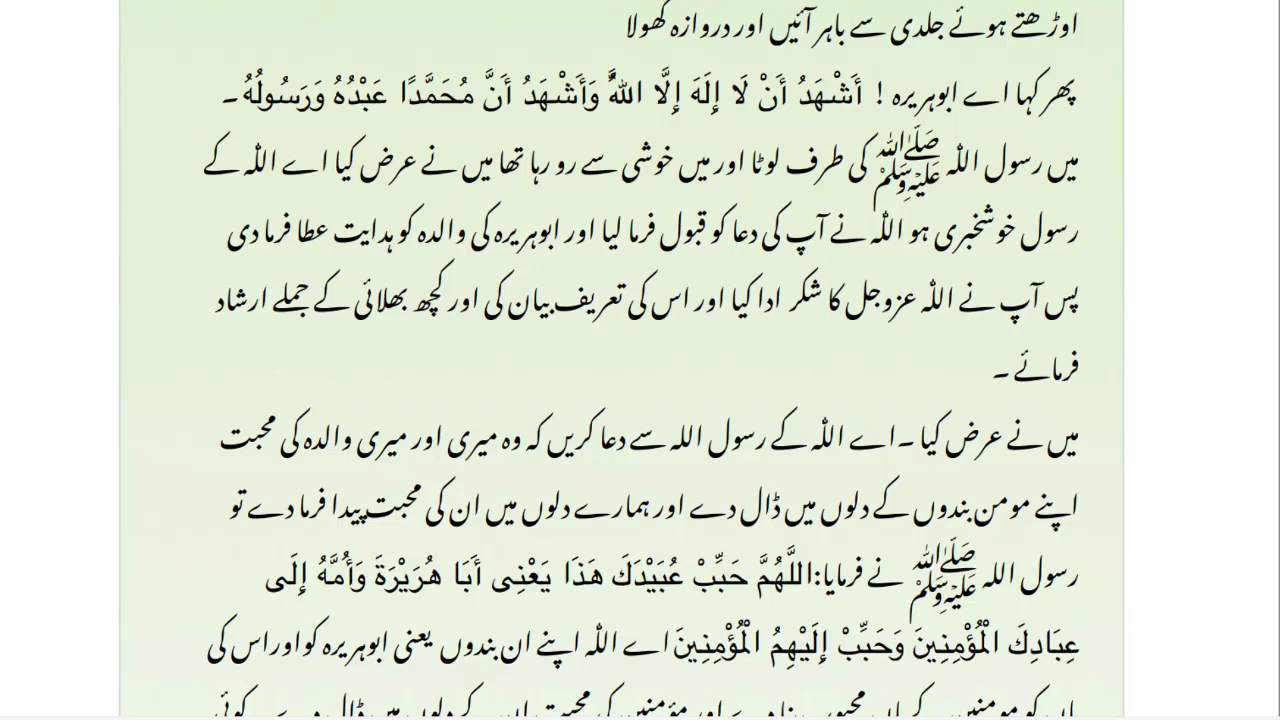 اوڑھتے ہوئے جلدی سے باہر آئیں اور دروازہ کھولا
پھر کہا اے ابوہریرہ ! أَشْهَدُ أَنْ لَا إِلَهَ إِلَّا اللهُ وَأَشْهَدُ أَنَّ مُحَمَّدًا عَبْدُهُ وَرَسُولُهُ ۔
میں رسول اللہ ﷺ کی طرف لوٹا اور میں خوشی سے رو رہا تھا میں نے عرض کیا اے اللہ کے
رسول خوشخبری ہو اللہ نے آپ کی دعا کو قبول فرما لیا اور ابوہریرہ کی والدہ کو ہدایت عطا فرما دی
پس آپ نے اللہ عزوجل کا شکر ادا کیا اور اس کی تعریف بیان کی اور کچھ بھلائی کے جملے ارشاد
فرمائے ۔
میں نے عرض کیا ۔اے اللہ کے رسول اللہ سے دعا کریں کہ وہ میری اور میری والدہ کی محبت
اپنے مومن بندوں کے دلوں میں ڈال دے اور ہمارے دلوں میں ان کی محبت پیدا فرما دے تو
رسول اللہ ﷺ نے فرمایا:اللَّهُمَّ حَبِّبْ عُبَيْدَكَ هَذَا يَعْنِى أَبَا هُرَيْرَةَ وَأُمَّهُ إِلَى
عِبَادِكَ الْمُؤْمِنِينَ وَحَبِّبْ إِلَيْهِمُ الْمُؤْمِنِينَ اے اللہ اپنے ان بندوں یعنی ابوہریرہ کو اور اس کی